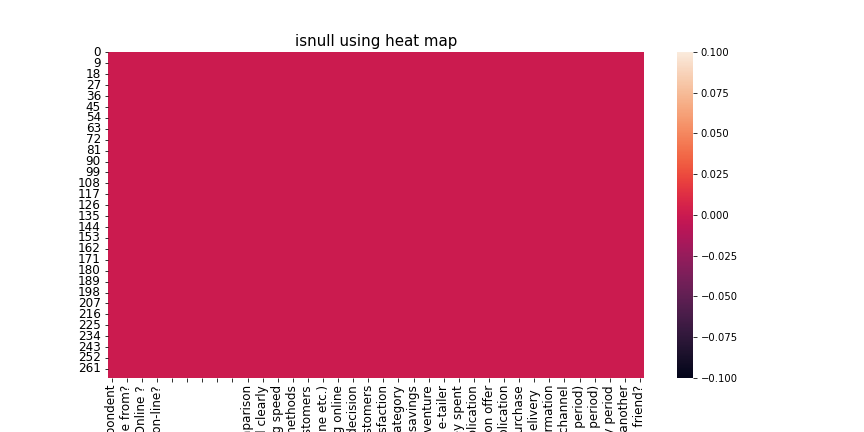 isnull using heat map
0
9
18
27
36
45
54
63
72
81
90
99
108
117
126
135
144
153
162
171
180
189
198
207
216
225
234
243
252
261
0.100
0.075
0.050
0.025
0.000
−0.025
−0.050
−0.075
−0.100
pondent
e from?
Online ?
on-line?
parison
clearly
speed
methods
stomers
ne etc.)
online
decision
stomers
sfaction
ategory
savings
venture
e-tailer
y spent
lication
on offer
lication
rchase
elivery
rmation
channel
period)
period)
period
another
friend?